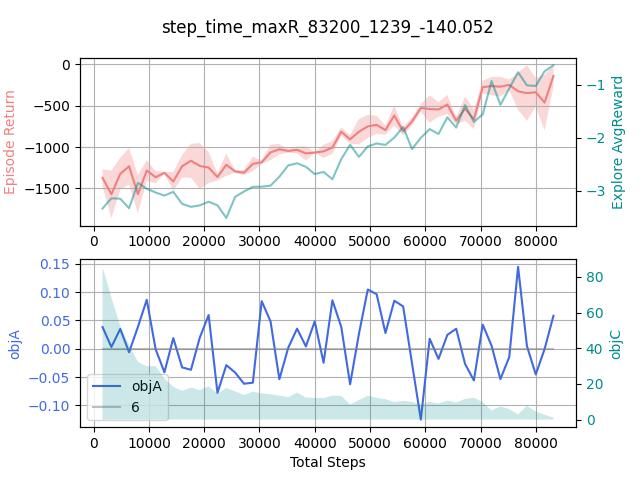 step_time_maxR_83200_1239_-140.052
0
−500
−1000
−1500
Episode Return
−1
−2
−3
Explore AvgReward
0 10000 20000 30000 40000 50000 60000 70000 80000
0.15
0.10
0.05
0.00
−0.05
−0.10
objA
80
60
40
20
0
objC
objA
6
0 10000 20000 30000 40000 50000 60000 70000 80000
Total Steps